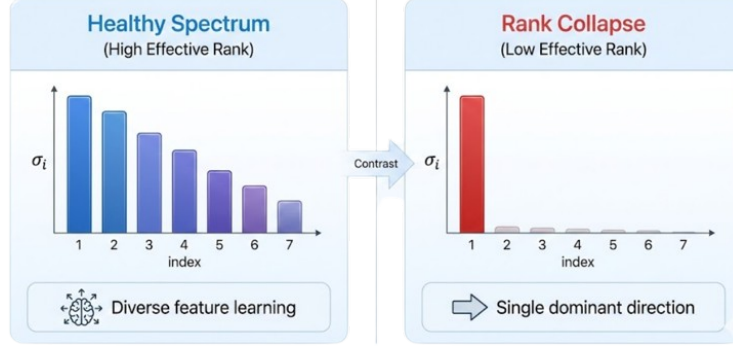 Healthy Spectrum
(High Effective Rank)
σi
1 2 3 4 5 6 7
index
Diverse feature learning
Contrast
Rank Collapse
(Low Effective Rank)
σi
1 2 3 4 5 6 7
index
Single dominant direction